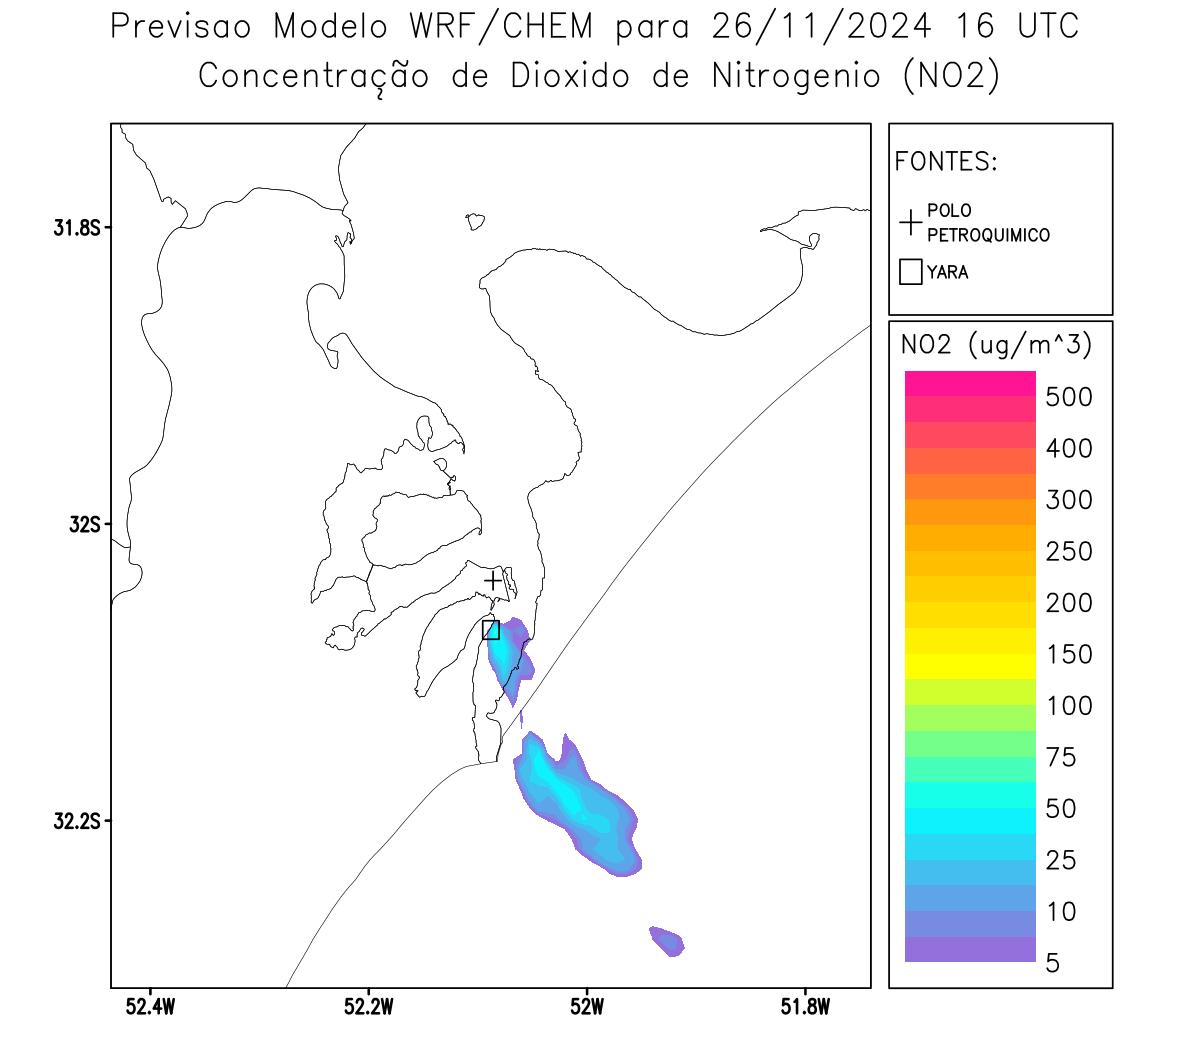 Previsao Modelo WRF/CHEM para 26/11/2024 16 UTC
Concentração de Dioxido de Nitrogenio (NO2)
FONTES:
POLO
PETROQUIMICO
YARA
NO2 (ug/m^3)
500
400
300
250
200
150
100
75
50
25
10
5
31.8S
32S
32.2S
52.4W
52.2W
52W
51.8W